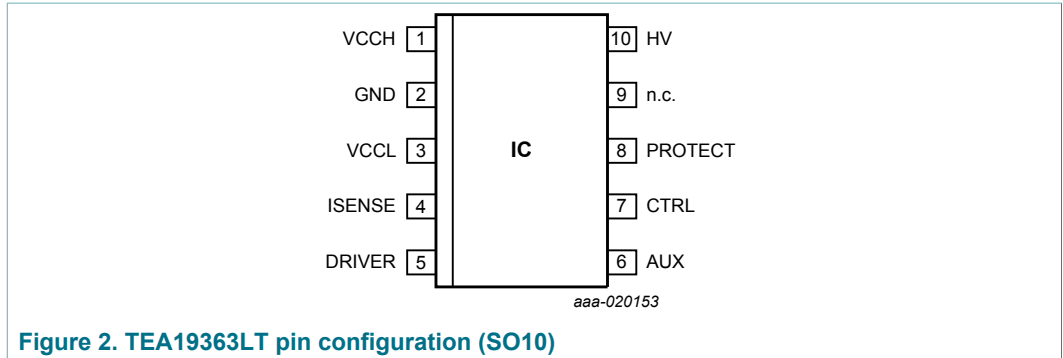 VCCH 1
GND 2
VCCL 3
ISENSE 4
DRIVER 5
IC
10 HV
9 n.c.
8 PROTECT
7 CTRL
6 AUX
aaa-020153
Figure 2. TEA19363LT pin configuration (SO10)